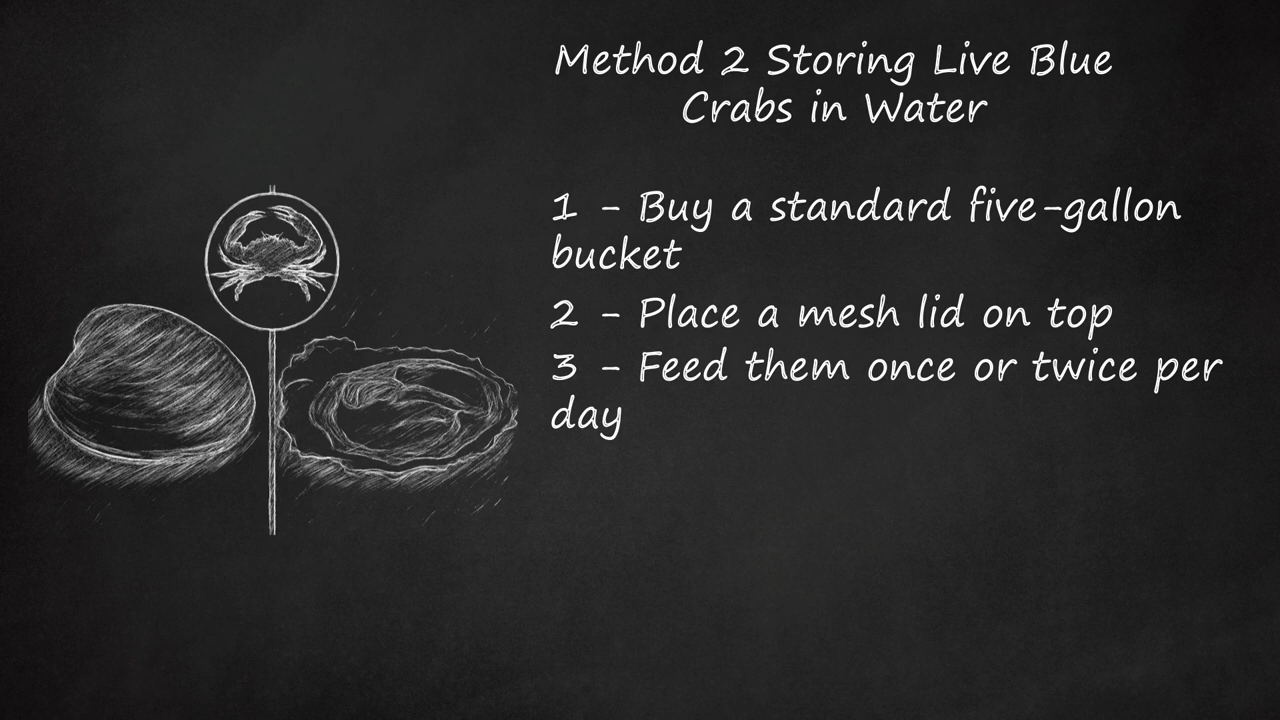 Method 2 Storing Live Blue
Crabs in Water
1 - Buy a standard five-gallon
bucket
2 - Place a mesh lid on top
3 - Feed them once or twice per
day